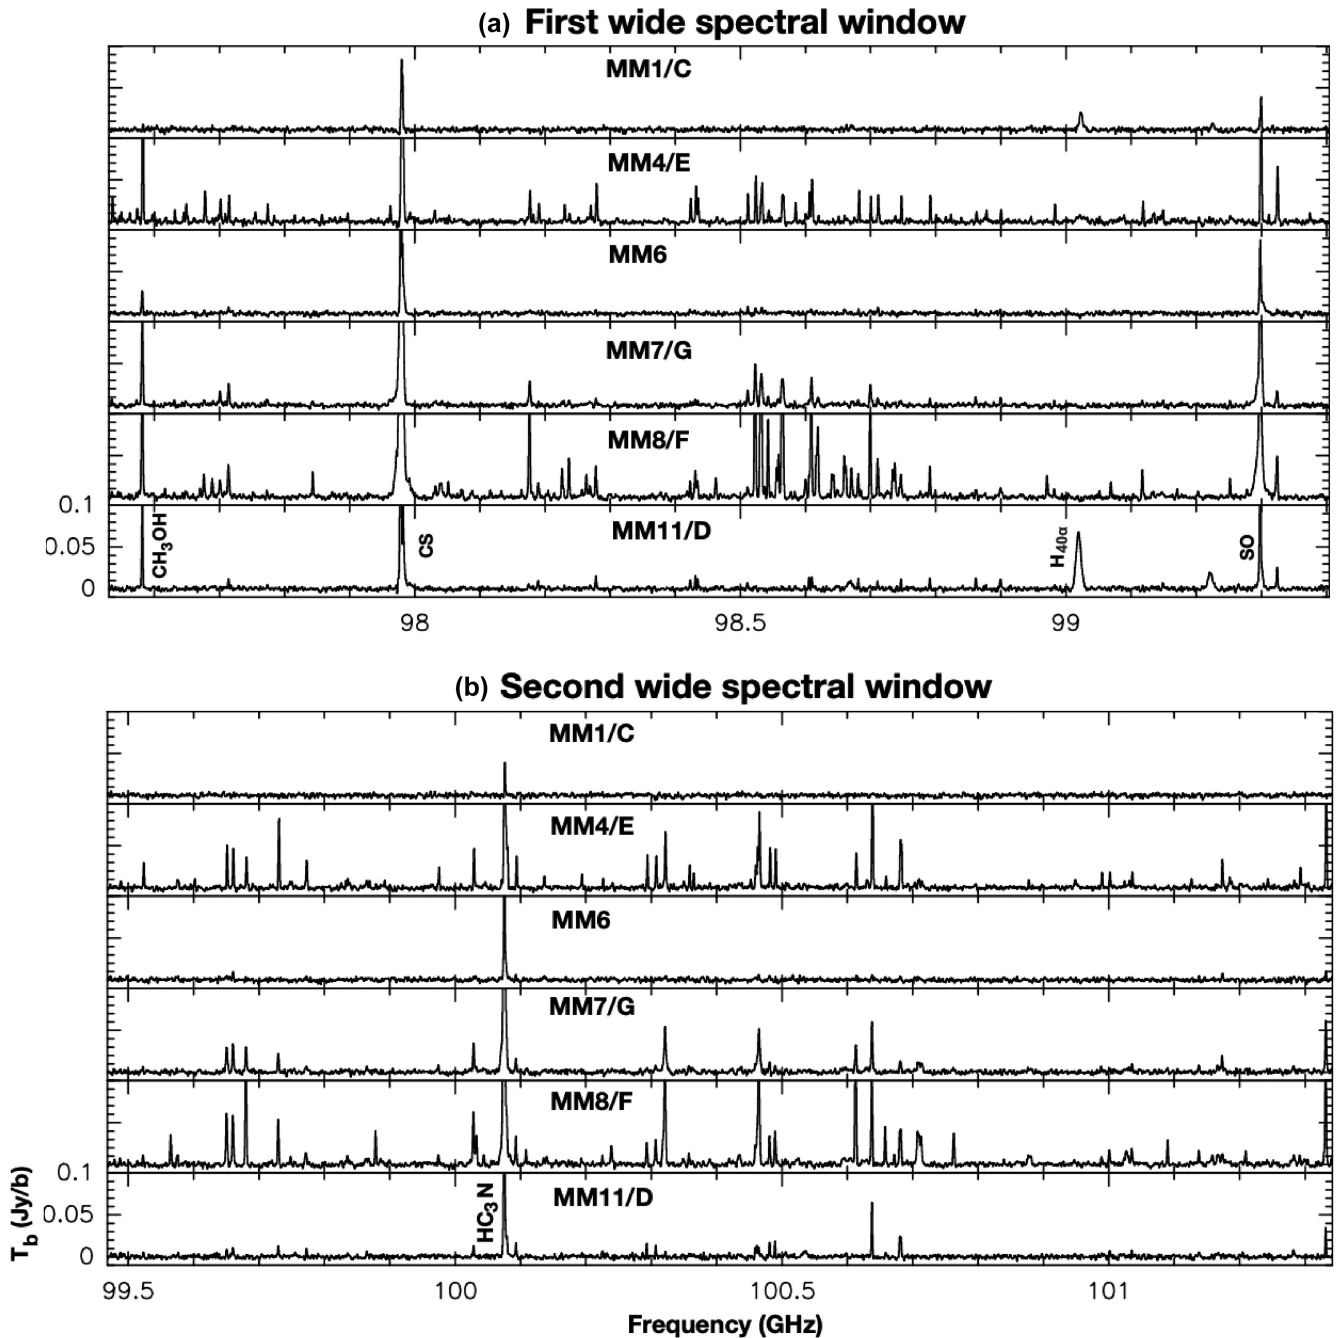 (a) First wide spectral window
MM1/C
MM4/E
MM6
MM7/G
MM8/F
MM11/D
0.1
0.05
0
CH₃OH
CS
H₄₀α
SO
98
98.5
99
(b) Second wide spectral window
MM1/C
MM4/E
MM6
MM7/G
MM8/F
MM11/D
0.1
0.05
0
T_b (Jy/b)
HC₃N
99.5
100
100.5
101
Frequency (GHz)